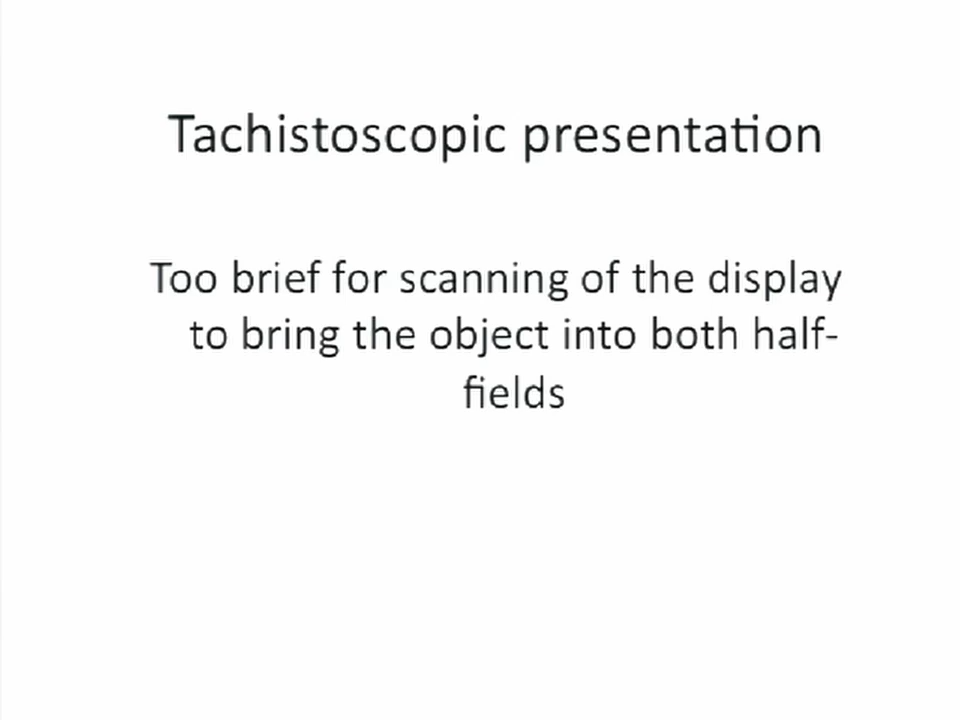 Tachistoscopic presentation
Too brief for scanning of the display
to bring the object into both half-
fields